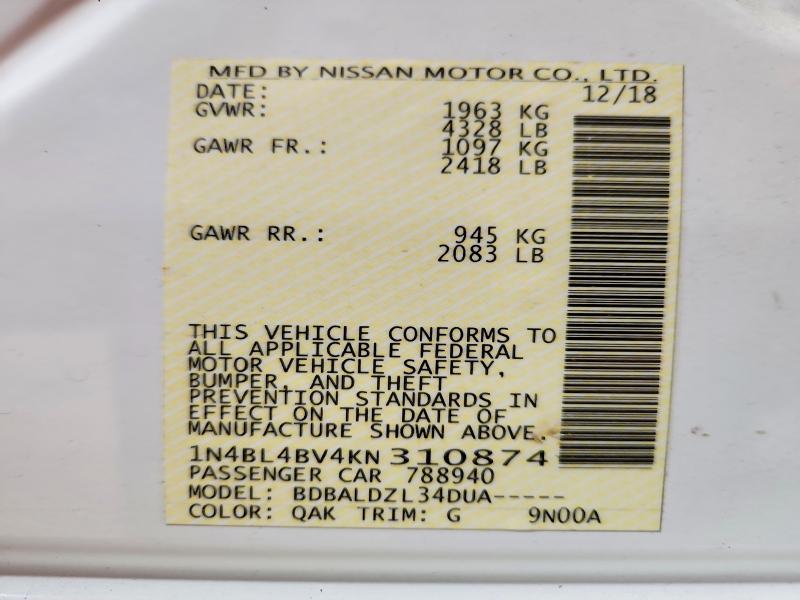 MFD BY NISSAN MOTOR CO., LTD.
DATE: 12/18
GVWR: 1963 KG
4328 LB
GAWR FR.: 1097 KG
2418 LB
GAWR RR.: 945 KG
2083 LB
THIS VEHICLE CONFORMS TO
ALL APPLICABLE FEDERAL
MOTOR VEHICLE SAFETY,
BUMPER, AND THEFT
PREVENTION STANDARDS IN
EFFECT ON THE DATE OF
MANUFACTURE SHOWN ABOVE.
1N4BL4BV4KN310874
PASSENGER CAR 788940
MODEL: BDBALDZL34DUA-----
COLOR: QAK TRIM: G 9N00A